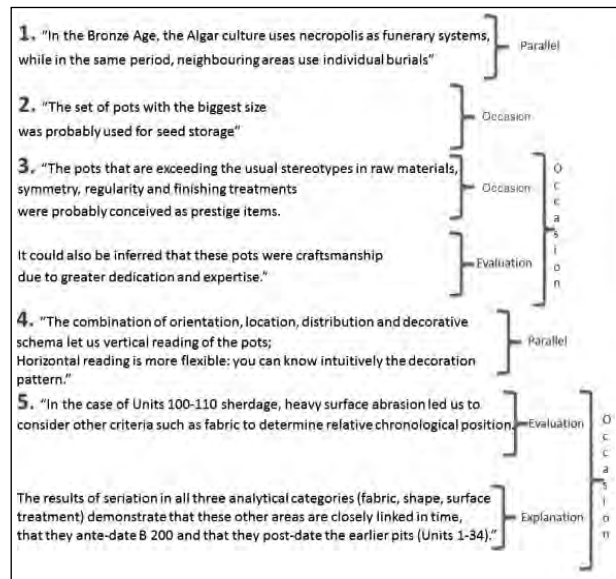 1. "In the Bronze Age, the Algar culture uses necropolis as funerary systems,
while in the same period, neighbouring areas use individual burials"
Parallel
2. "The set of pots with the biggest size
was probably used for seed storage"
Occasion
3. "The pots that are exceeding the usual stereotypes in raw materials,
symmetry, regularity and finishing treatments
were probably conceived as prestige items.
Occasion
It could also be inferred that these pots were craftsmanship
due to greater dedication and expertise."
Evaluation
Occasion
4. "The combination of orientation, location, distribution and decorative
schema let us vertical reading of the pots;
Horizontal reading is more flexible: you can know intuitively the decoration
pattern."
Parallel
5. "In the case of Units 100-110 sherdage, heavy surface abrasion led us to
consider other criteria such as fabric to determine relative chronological position.
Evaluation
The results of seriation in all three analytical categories (fabric, shape, surface
treatment) demonstrate that these other areas are closely linked in time,
that they ante-date B 200 and that they post-date the earlier pits (Units 1-34)."
Explanation
Occasion